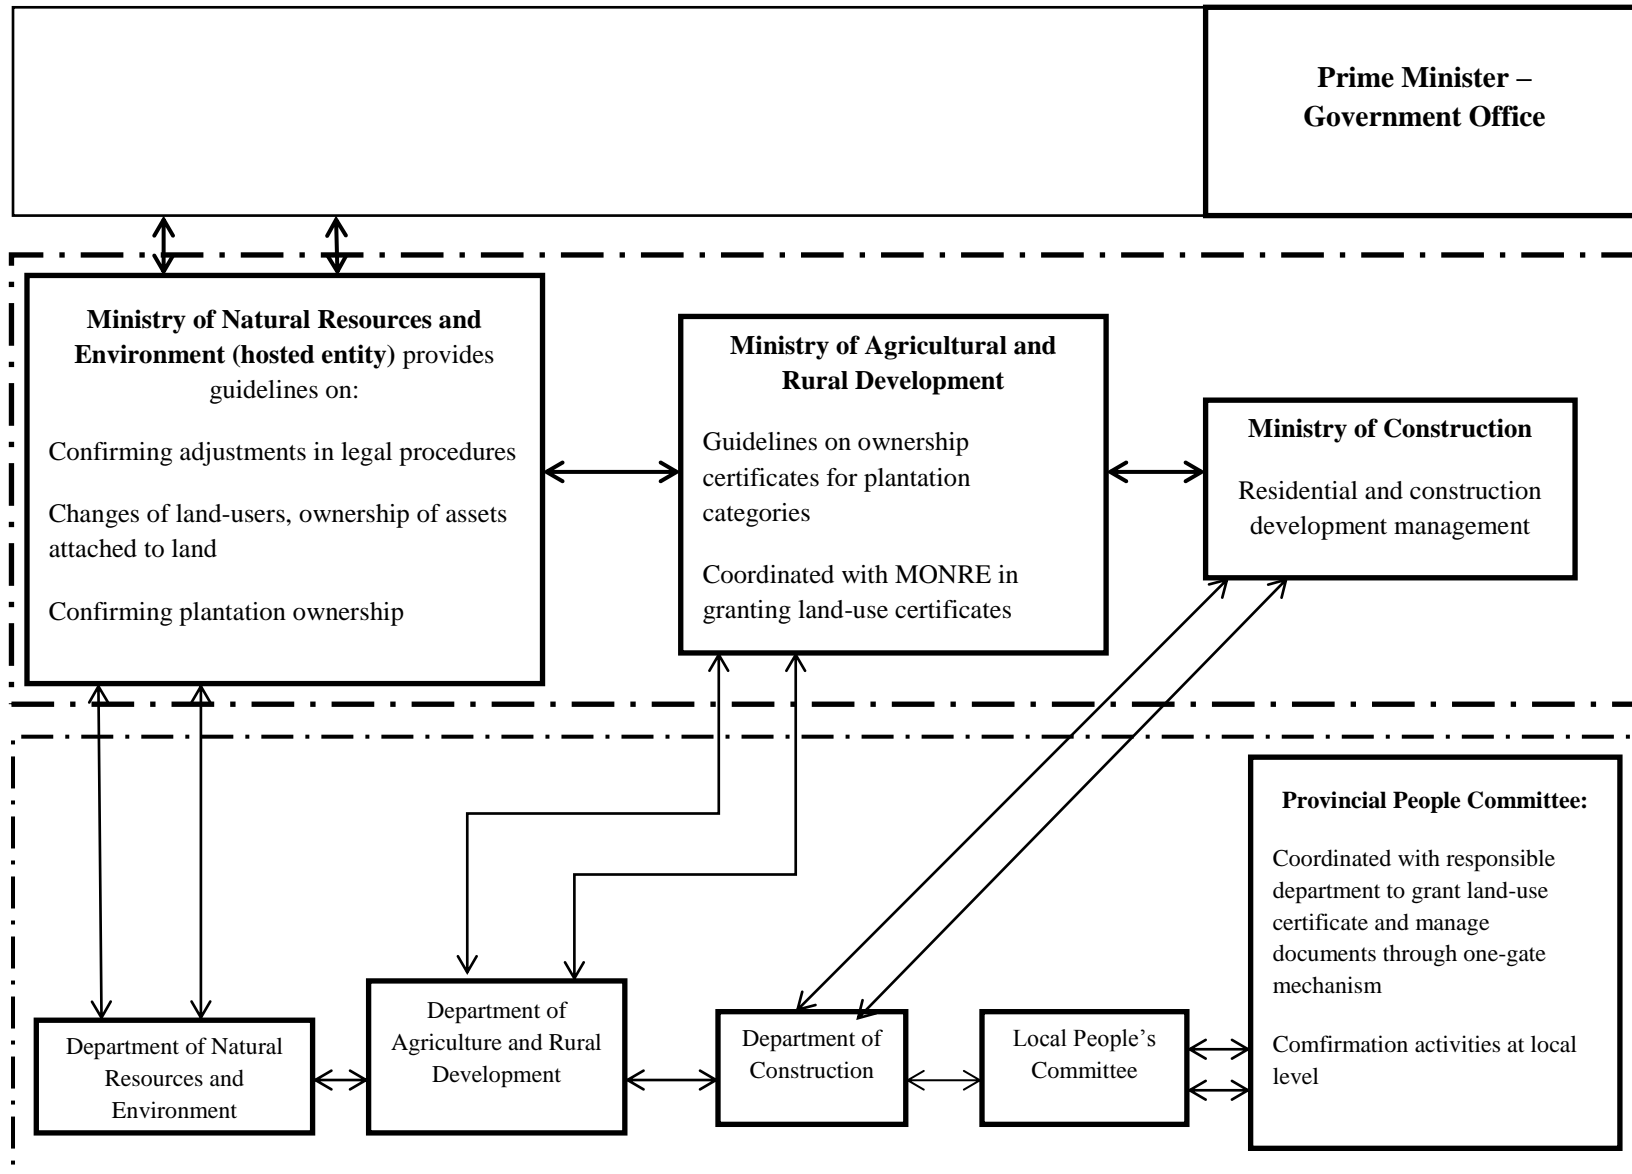 Prime Minister –
Government Office
Ministry of Natural Resources and
Environment (hosted entity) provides
guidelines on:
Confirming adjustments in legal procedures
Changes of land-users, ownership of assets
attached to land
Confirming plantation ownership
Ministry of Agricultural and
Rural Development
Guidelines on ownership
certificates for plantation
categories
Coordinated with MONRE in
granting land-use certificates
Ministry of Construction
Residential and construction
development management
Department of Natural
Resources and
Environment
Department of
Agriculture and Rural
Development
Department of
Construction
Local People’s
Committee
Provincial People Committee:
Coordinated with responsible
department to grant land-use
certificate and manage
documents through one-gate
mechanism
Comfirmation activities at local
level